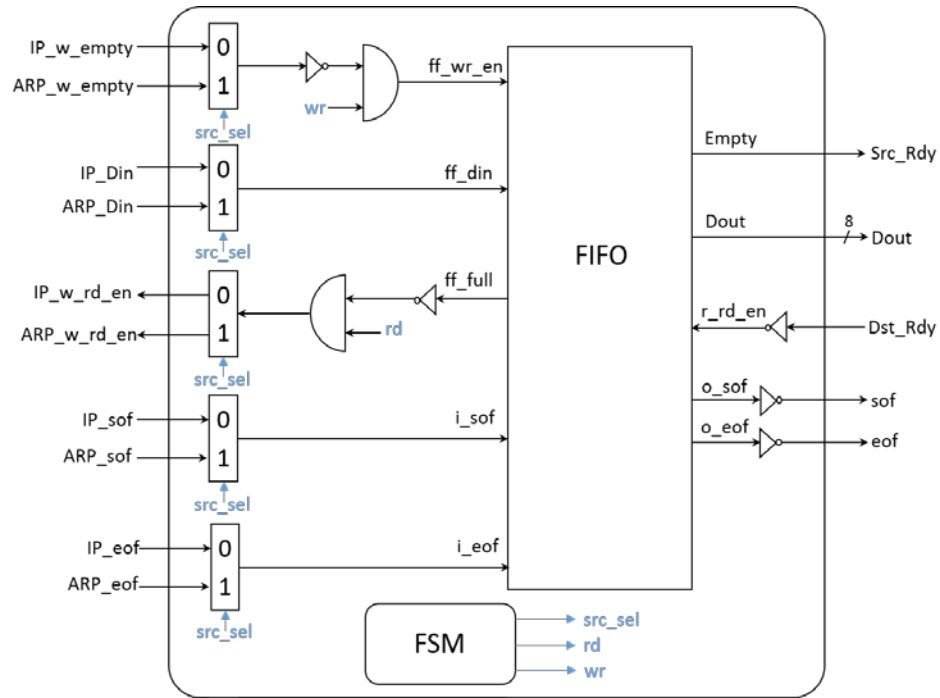 IP_w_empty
0
ARP_w_empty
1
src_sel
wr
ff_wr_en
IP_Din
0
ARP_Din
1
src_sel
ff_din
IP_w_rd_en
0
ARP_w_rd_en
1
src_sel
rd
ff_full
IP_sof
0
ARP_sof
1
src_sel
i_sof
IP_eof
0
ARP_eof
1
src_sel
i_eof
FIFO
Empty
Src_Rdy
Dout
8
Dout
r_rd_en
Dst_Rdy
o_sof
sof
o_eof
eof
FSM
src_sel
rd
wr